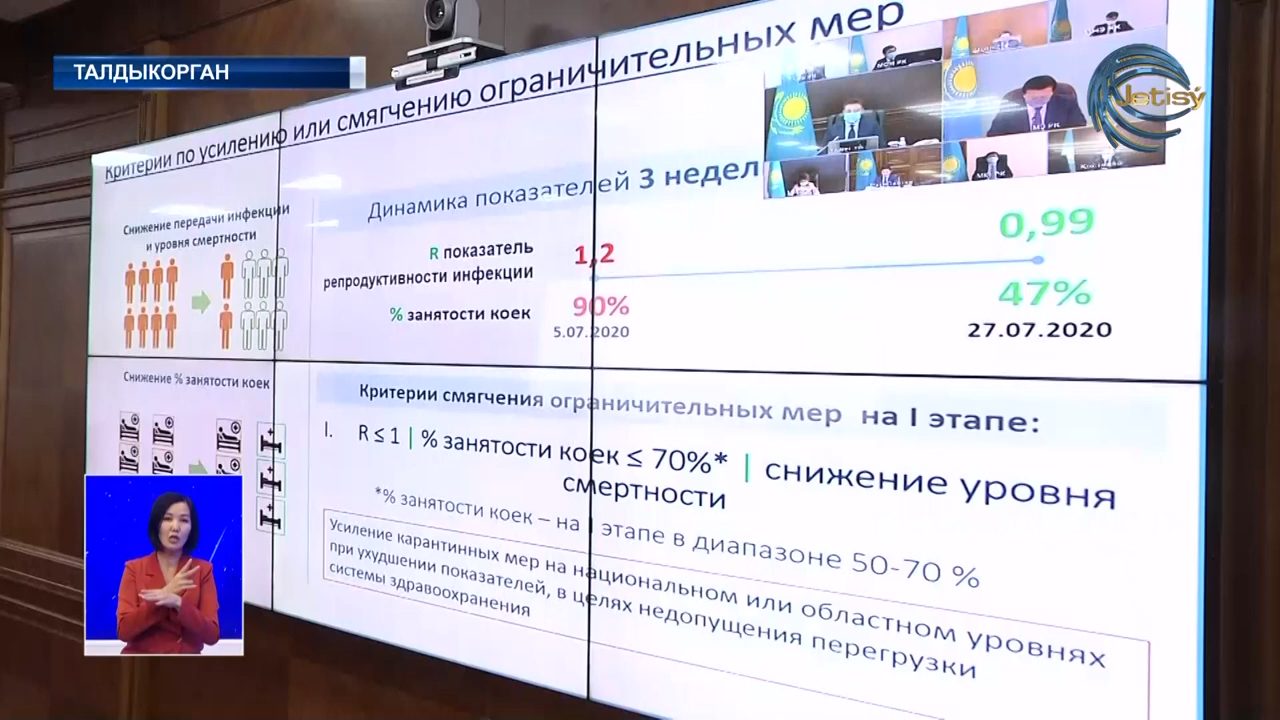 ТАЛДЫКОРГАН
Jetisý
Критерии по усилению или смягчению ограничительных мер
Снижение передачи инфекции
и уровня смертности
Динамика показателей 3 недел
R показатель
репродуктивности инфекции
1,2
0,99
% занятости коек
90%
47%
5.07.2020
27.07.2020
Снижение % занятости коек
Критерии смягчения ограничительных мер на I этапе:
I. R ≤ 1 | % занятости коек ≤ 70%* | снижение уровня
смертности
*% занятости коек – на I этапе в диапазоне 50-70 %
Усиление карантинных мер на национальном или областном уровнях
при ухудшении показателей, в целях недопущения перегрузки
системы здравоохранения